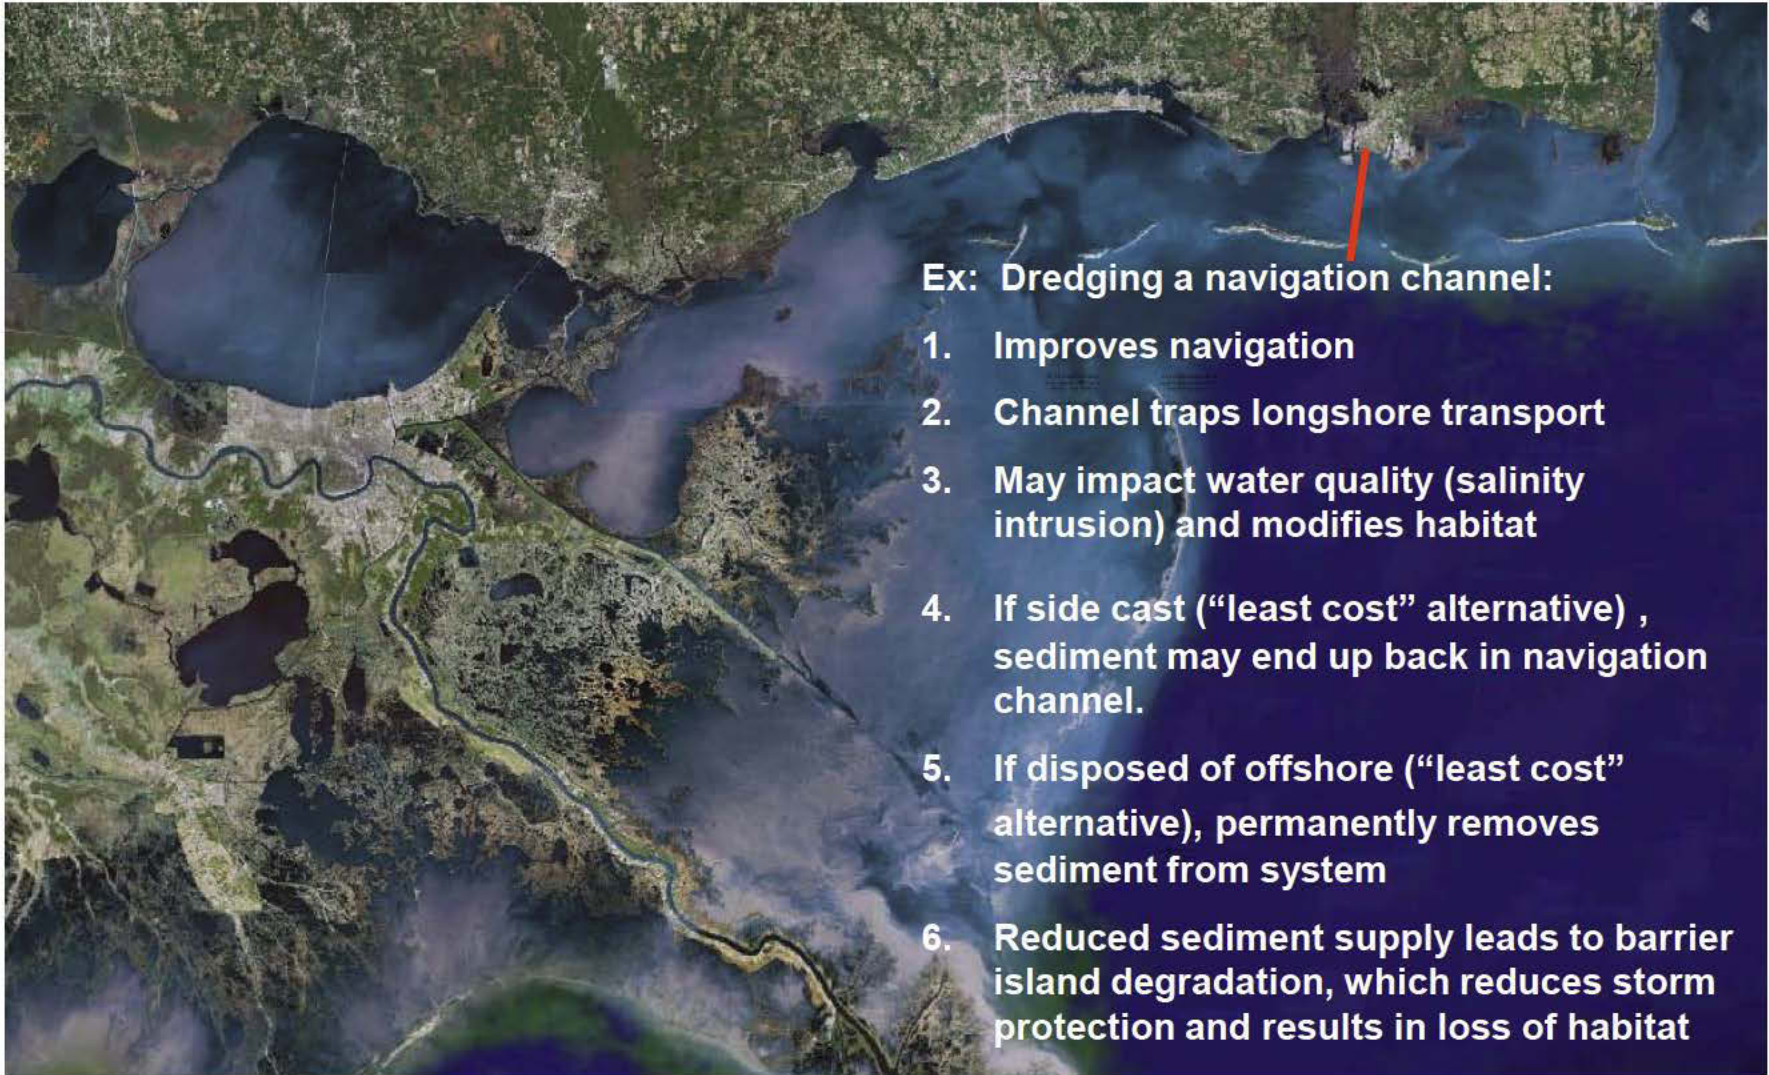 Ex: Dredging a navigation channel:
1. Improves navigation
2. Channel traps longshore transport
3. May impact water quality (salinity
intrusion) and modifies habitat
4. If side cast (“least cost” alternative) ,
sediment may end up back in navigation
channel.
5. If disposed of offshore (“least cost”
alternative), permanently removes
sediment from system
6. Reduced sediment supply leads to barrier
island degradation, which reduces storm
protection and results in loss of habitat